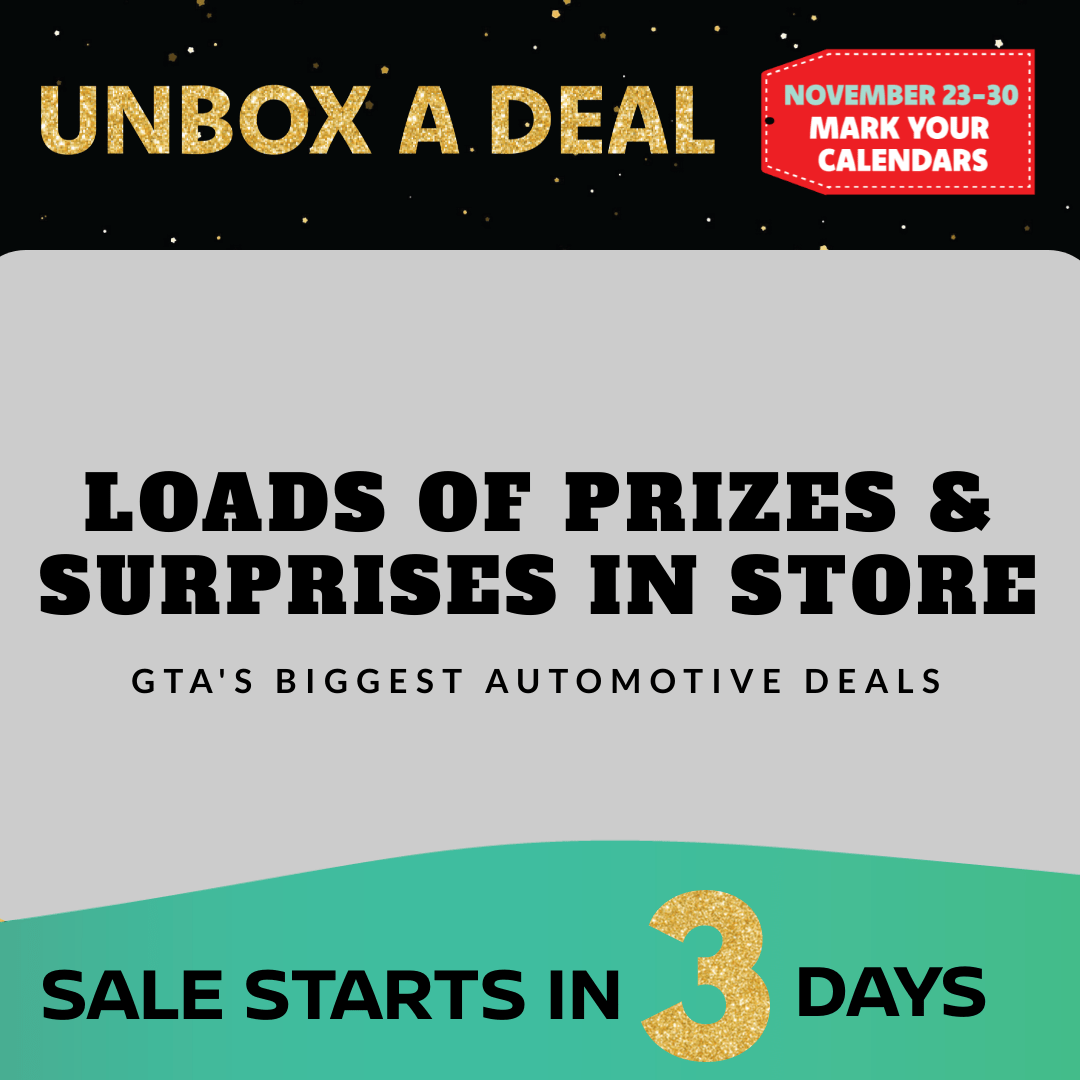 UNBOX A DEAL
NOVEMBER 23-30
MARK YOUR
CALENDARS
LOADS OF PRIZES &
SURPRISES IN STORE
GTA'S BIGGEST AUTOMOTIVE DEALS
SALE STARTS IN 3 DAYS